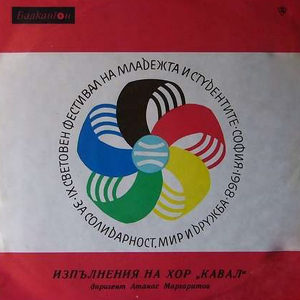 Балкантон
IX СВЕТОВЕН ФЕСТИВАЛ НА МЛАДЕЖТА И СТУДЕНТИТЕ · СОФИЯ · 1968 · ЗА СОЛИДАРНОСТ, МИР И ДРУЖБА ·
ИЗПЪЛНЕНИЯ НА ХОР „КАВАЛ“
диригент Атанас Маргаритов